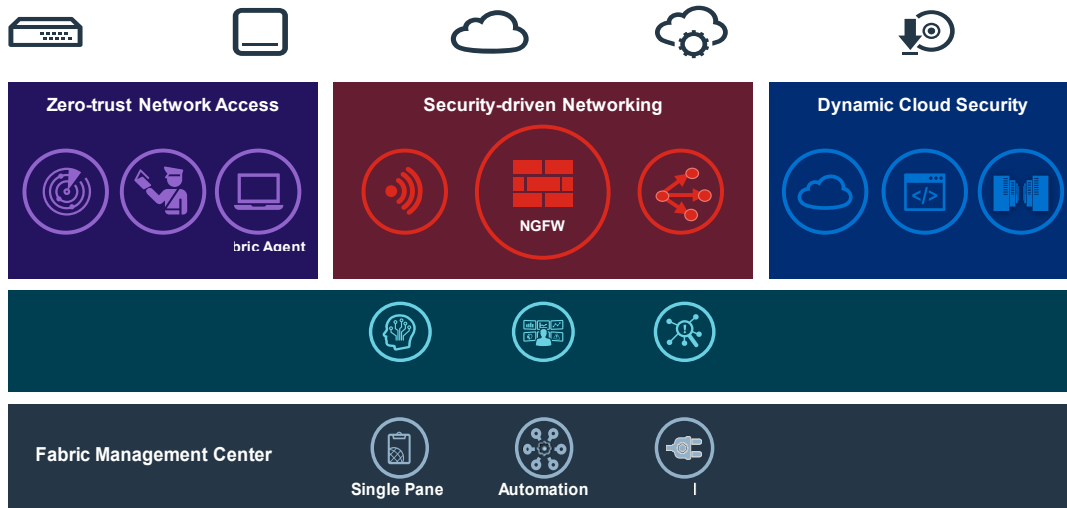 Zero-trust Network Access
Security-driven Networking
Dynamic Cloud Security
</>
NGFW
bric Agent
Fabric Management Center
Single Pane
Automation